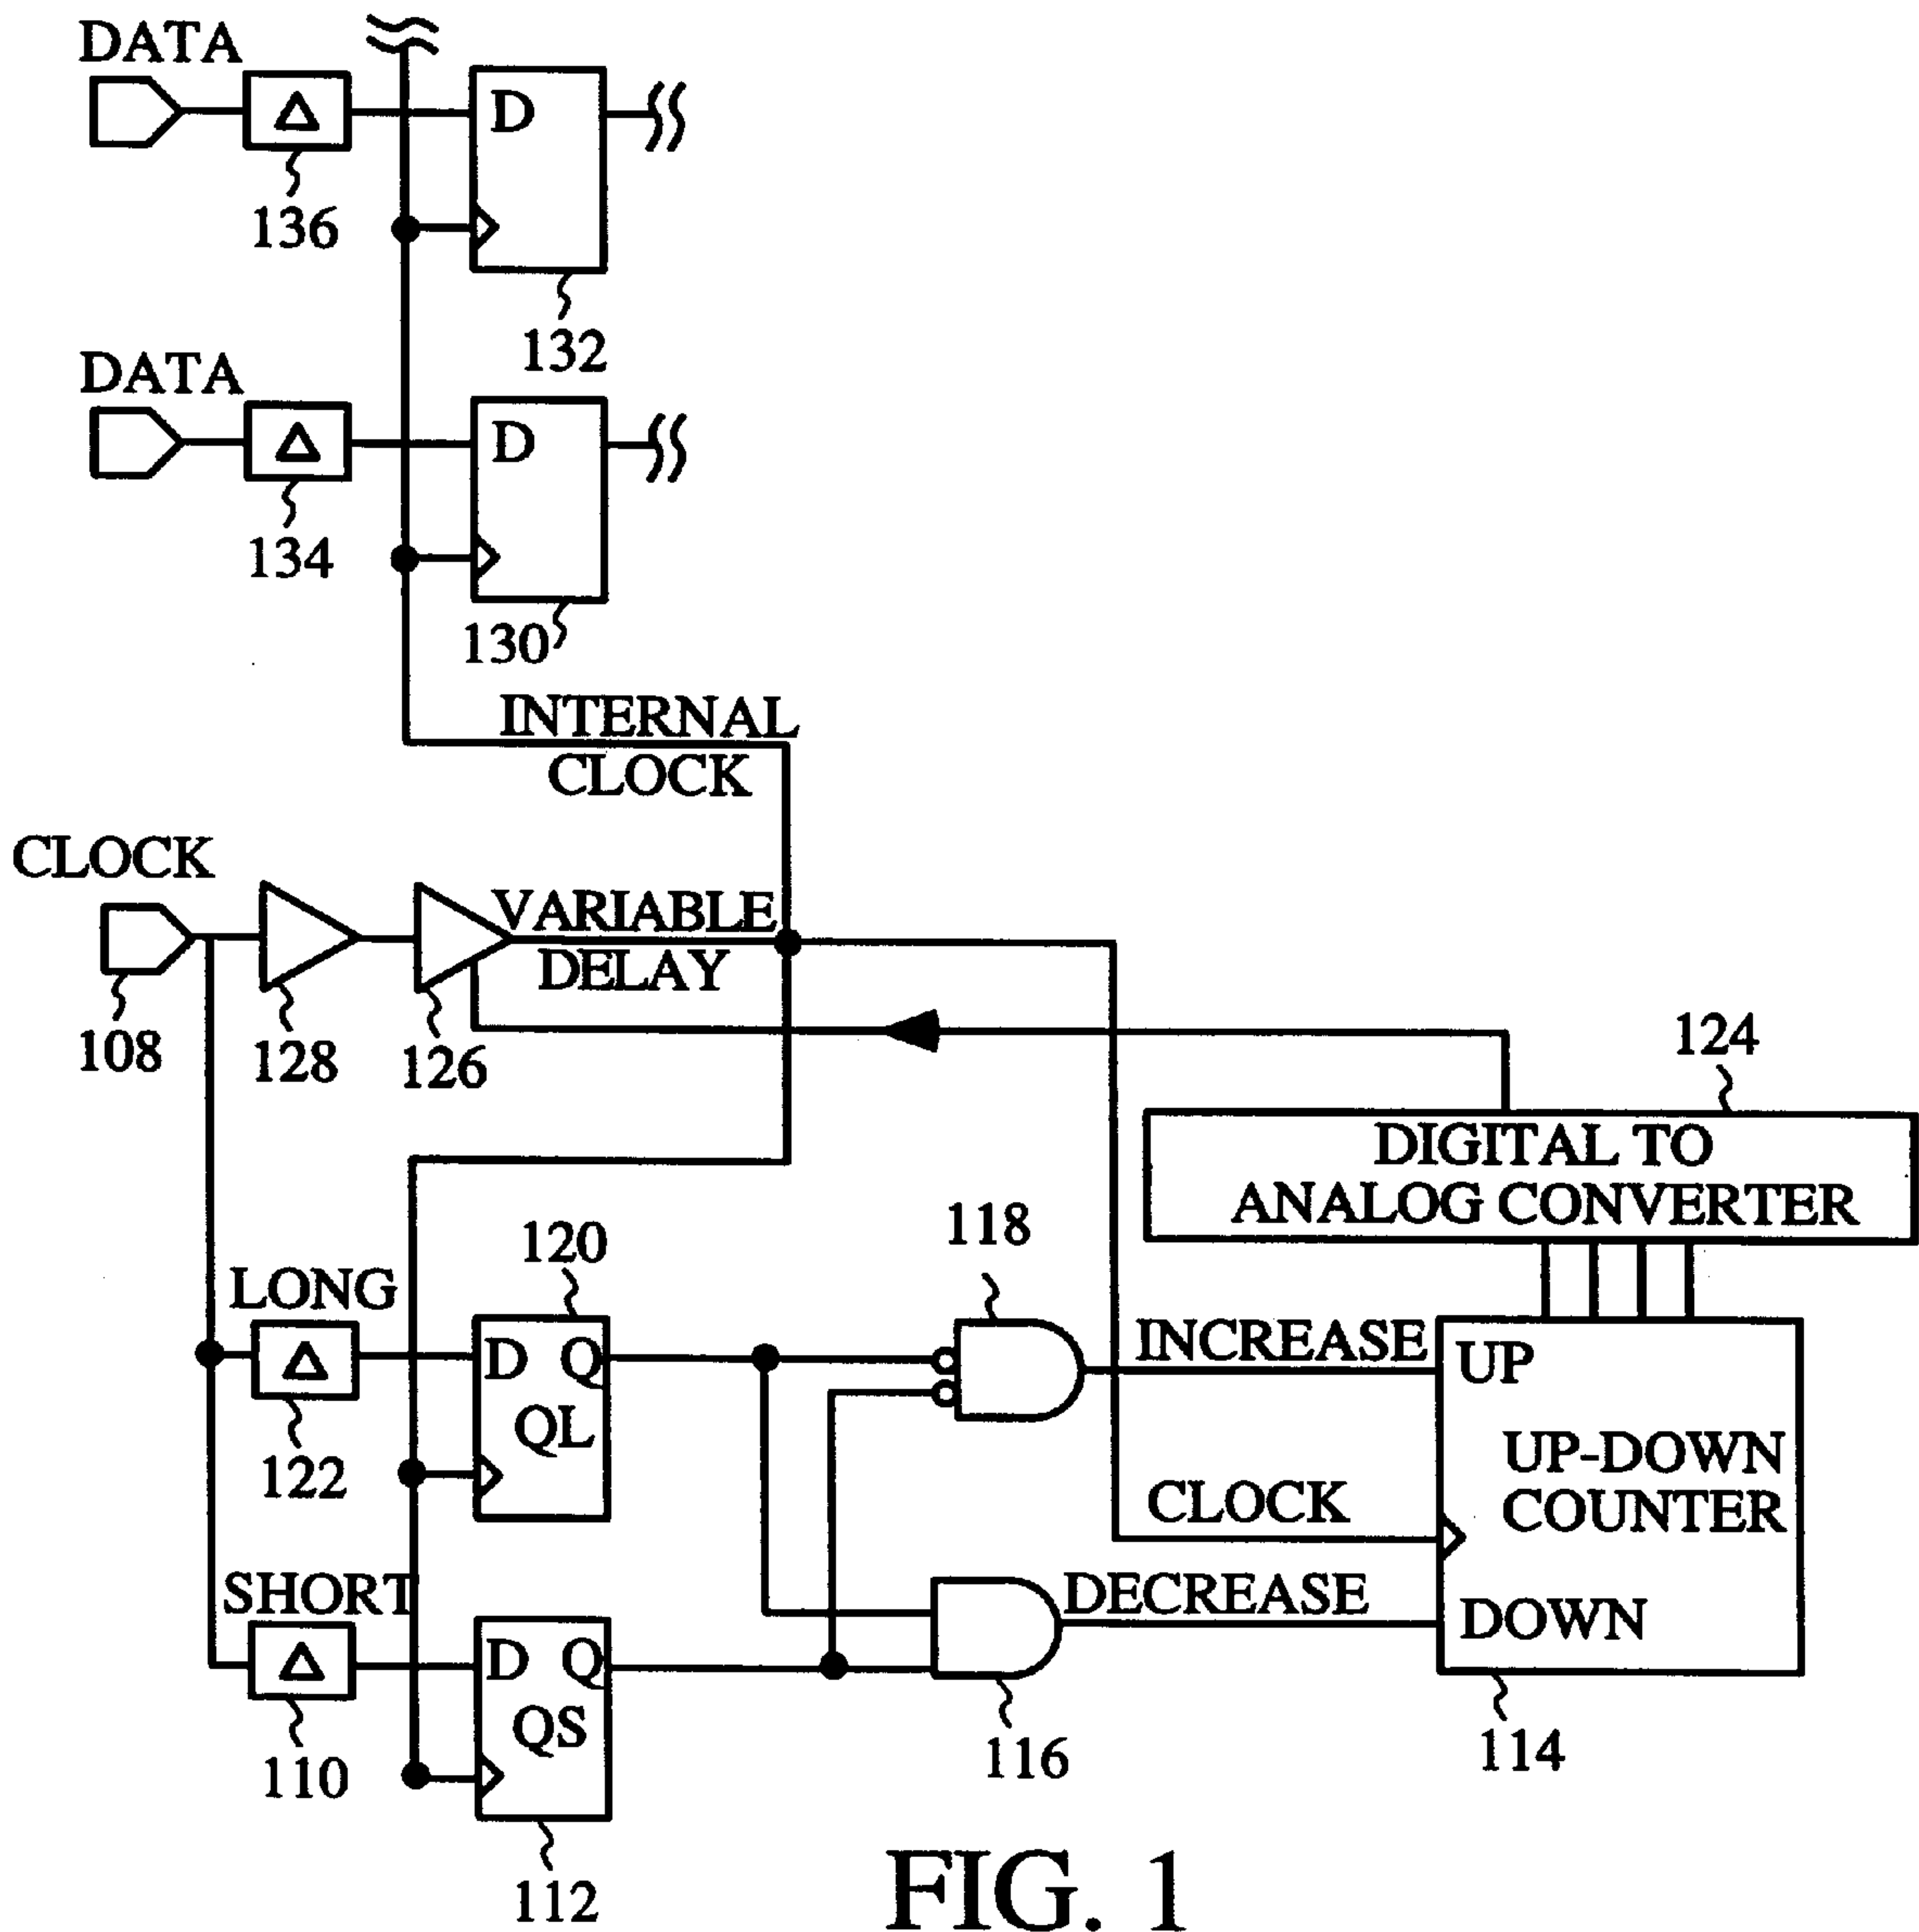 DATA
D
136
132
DATA
D
134
130
INTERNAL
CLOCK
CLOCK
VARIABLE
DELAY
108
128
126
124
DIGITAL TO
ANALOG CONVERTER
118
120
LONG
D Q
QL
122
INCREASE
UP
UP-DOWN
COUNTER
CLOCK
SHORT
DECREASE
DOWN
D Q
QS
110
116
114
112
FIG. 1